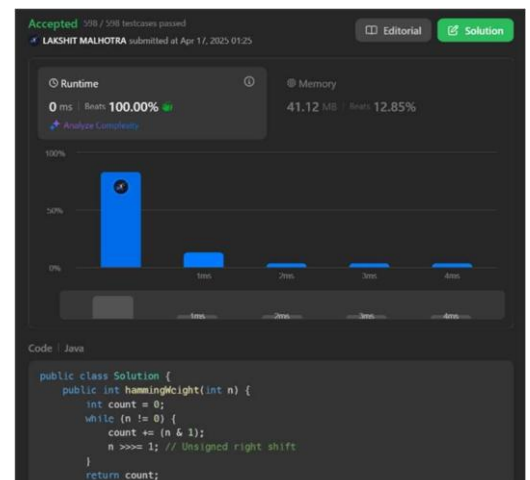 Accepted 598 / 598 testcases passed
LAKSHIT MALHOTRA submitted at Apr 17, 2025 01:25
Editorial
Solution
Runtime
0 ms | Beats 100.00%
Analyze Complexity
Memory
41.12 MB | Beats 12.85%
100%
50%
0%
1ms 2ms 3ms 4ms
1ms 2ms 3ms 4ms
Code | Java
public class Solution {
public int hammingWeight(int n) {
int count = 0;
while (n != 0) {
count += (n & 1);
n >>>= 1; // Unsigned right shift
}
return count;